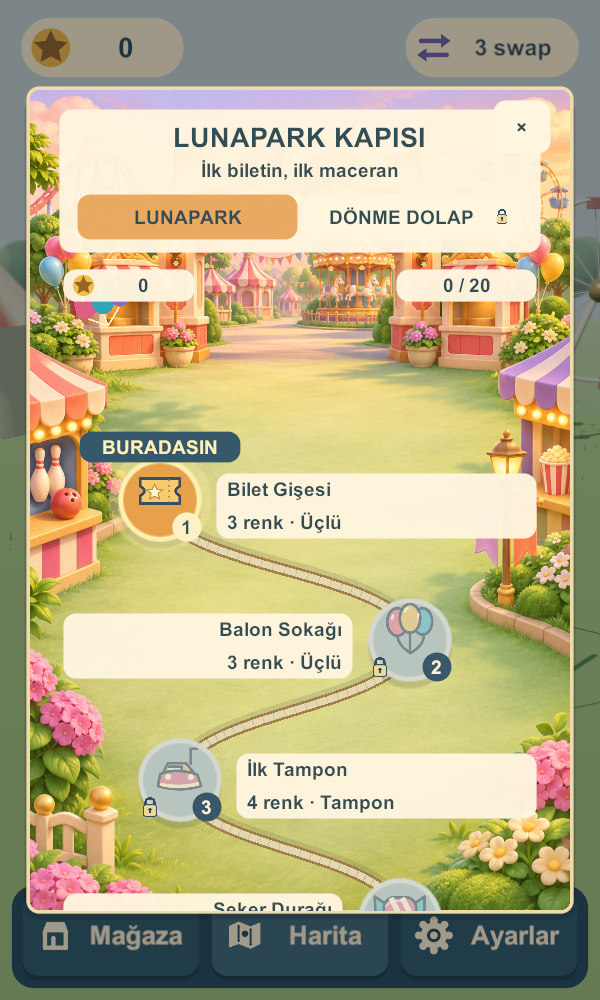 0
3 swap
LUNAPARK KAPISI
×
İlk biletin, ilk maceran
LUNAPARK
DÖNME DOLAP
0
0 / 20
BURADASIN
1
Bilet Gişesi
3 renk · Üçlü
Balon Sokağı
3 renk · Üçlü
2
İlk Tampon
4 renk · Tampon
3
Şeker Durağı
Mağaza
Harita
Ayarlar